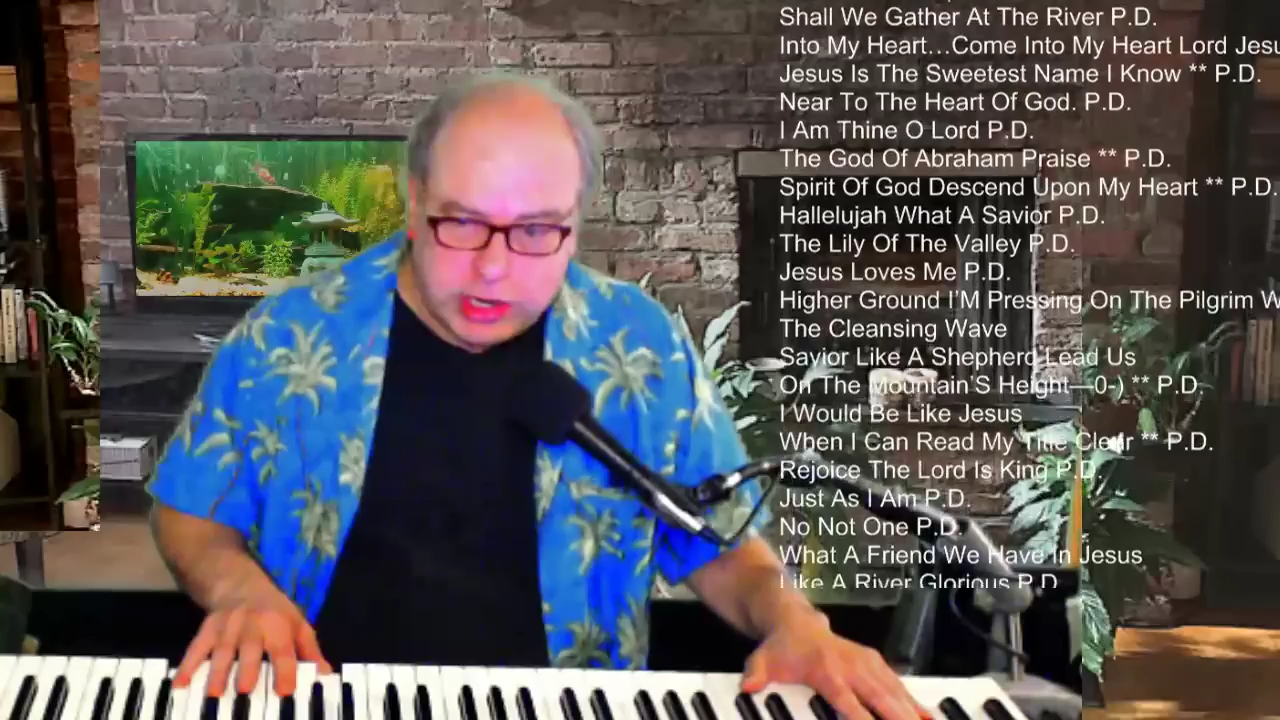 Shall We Gather At The River P.D.
Into My Heart…Come Into My Heart Lord Jesu
Jesus Is The Sweetest Name I Know ** P.D.
Near To The Heart Of God. P.D.
I Am Thine O Lord P.D.
The God Of Abraham Praise ** P.D.
Spirit Of God Descend Upon My Heart ** P.D.
Hallelujah What A Savior P.D.
The Lily Of The Valley P.D.
Jesus Loves Me P.D.
Higher Ground I'M Pressing On The Pilgrim W
The Cleansing Wave
Savior Like A Shepherd Lead Us
On The Mountain'S Height—0-) ** P.D.
I Would Be Like Jesus
When I Can Read My Title Clear ** P.D.
Rejoice The Lord Is King P.D.
Just As I Am P.D.
No Not One P.D.
What A Friend We Have In Jesus
Like A River Glorious P.D.